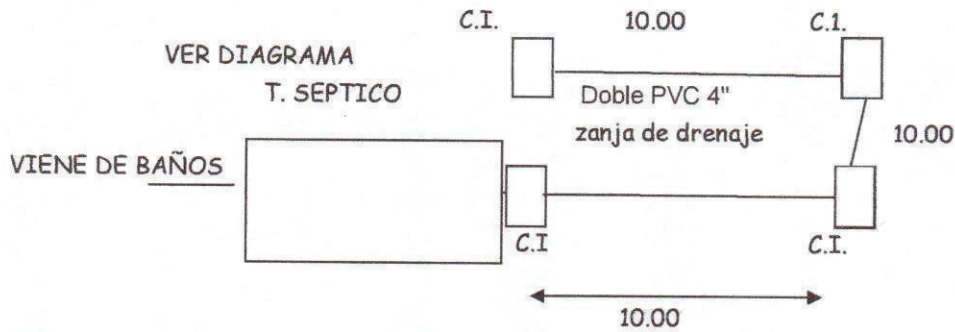 C.I. 10.00 C.1.
VER DIAGRAMA
T. SEPTICO
Doble PVC 4"
zanja de drenaje
10.00
VIENE DE BAÑOS
C.I
C.I.
10.00